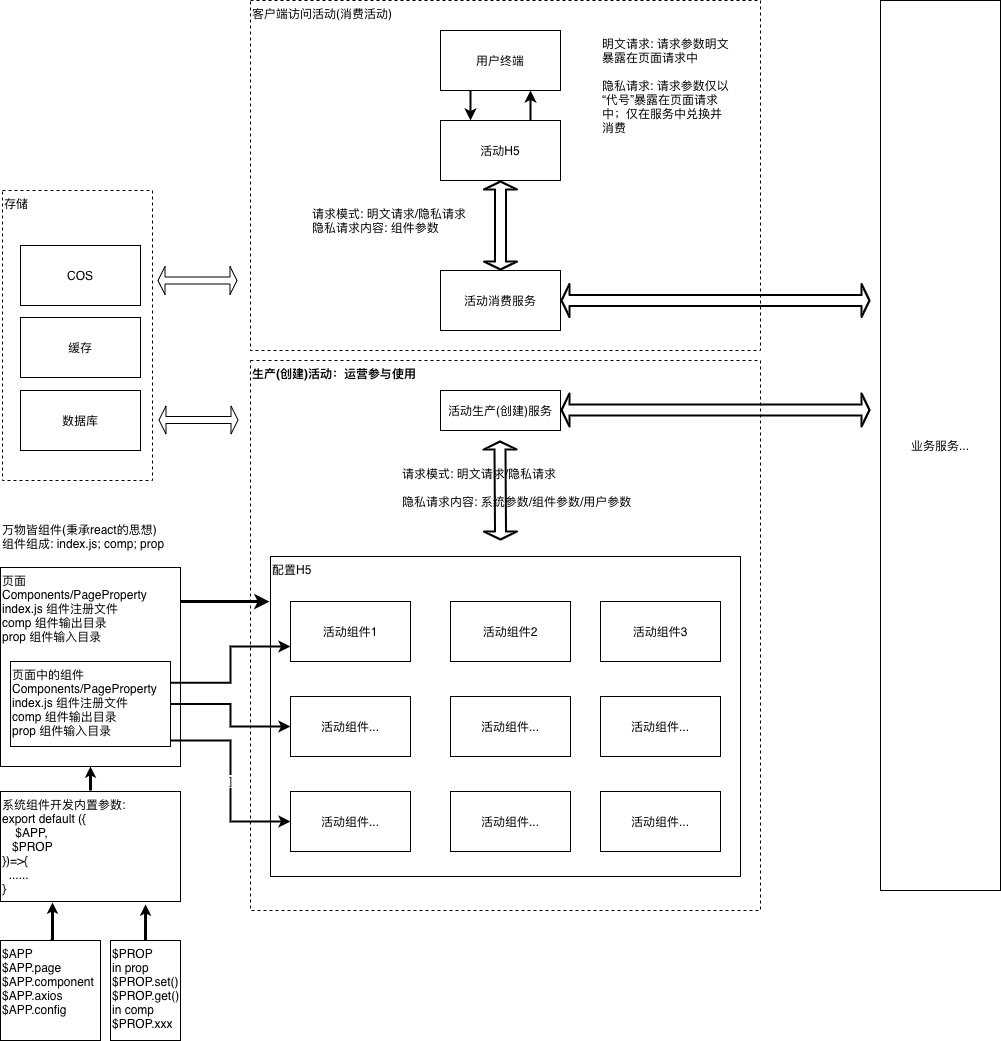 客户端访问活动(消费活动)
用户终端
明文请求: 请求参数明文
暴露在页面请求中
隐私请求: 请求参数仅以
“代号”暴露在页面请求
中；仅在服务中兑换并
消费
活动H5
请求模式: 明文请求/隐私请求
隐私请求内容: 组件参数
活动消费服务
存储
COS
缓存
数据库
生产(创建)活动：运营参与使用
活动生产(创建)服务
请求模式: 明文请求/隐私请求
隐私请求内容: 系统参数/组件参数/用户参数
业务服务...
万物皆组件(秉承react的思想)
组件组成: index.js; comp; prop
页面
Components/PageProperty
index.js 组件注册文件
comp 组件输出目录
prop 组件输入目录
页面中的组件
Components/PageProperty
index.js 组件注册文件
comp 组件输出目录
prop 组件输入目录
配置H5
活动组件1
活动组件2
活动组件3
活动组件...
活动组件...
活动组件...
]
活动组件...
活动组件...
活动组件...
系统组件开发内置参数:
export default ({
$APP,
$PROP
})=>{
......
}
$APP
$APP.page
$APP.component
$APP.axios
$APP.config
$PROP
in prop
$PROP.set()
$PROP.get()
in comp
$PROP.xxx